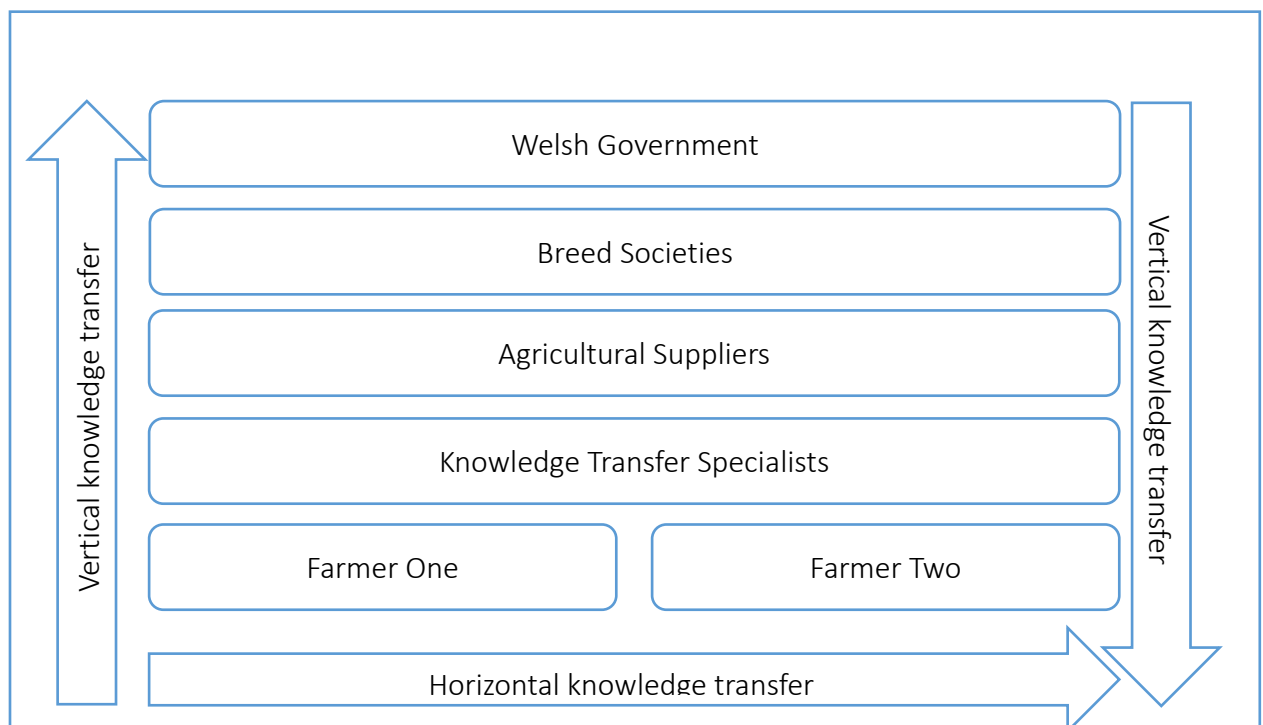 Welsh Government
Breed Societies
Agricultural Suppliers
Knowledge Transfer Specialists
Farmer One
Farmer Two
Vertical knowledge transfer
Vertical knowledge transfer
Horizontal knowledge transfer